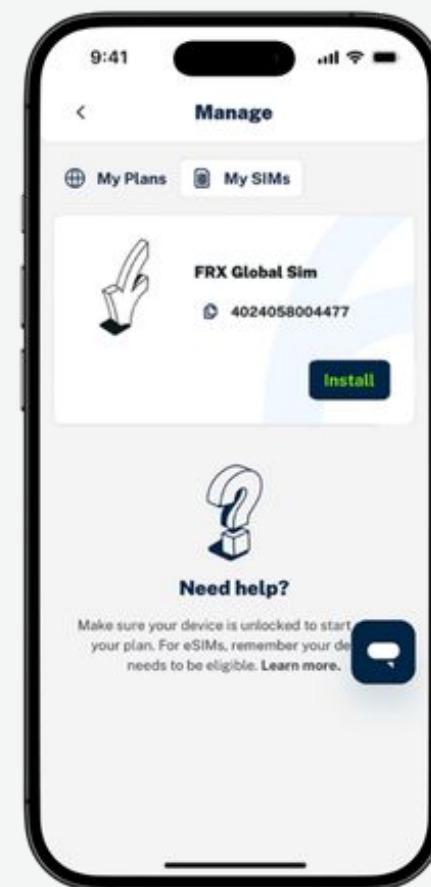 9:41
Manage
My Plans My SIMs
FRX Global Sim
4024058004477
Install
Need help?
Make sure your device is unlocked to start
your plan. For eSIMs, remember your
needs to be eligible. Learn more.